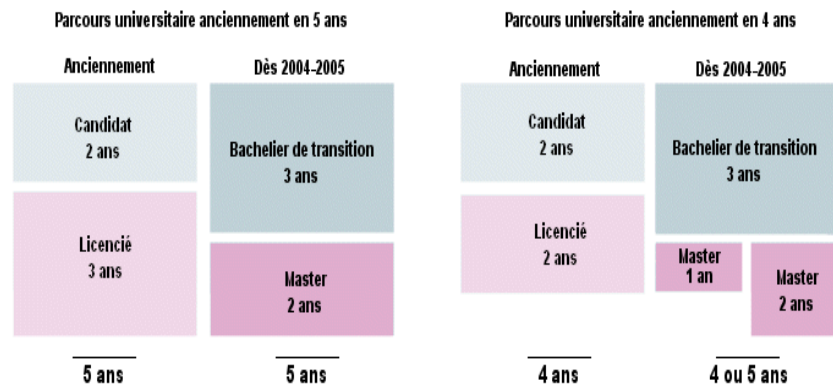 Parcours universitaire anciennement en 5 ans
Anciennement
Dès 2004-2005
Candidat
2 ans
Bachelier de transition
3 ans
Licencié
3 ans
Master
2 ans
5 ans
5 ans
Parcours universitaire anciennement en 4 ans
Anciennement
Dès 2004-2005
Candidat
2 ans
Bachelier de transition
3 ans
Licencié
2 ans
Master
1 an
Master
2 ans
4 ans
4 ou 5 ans